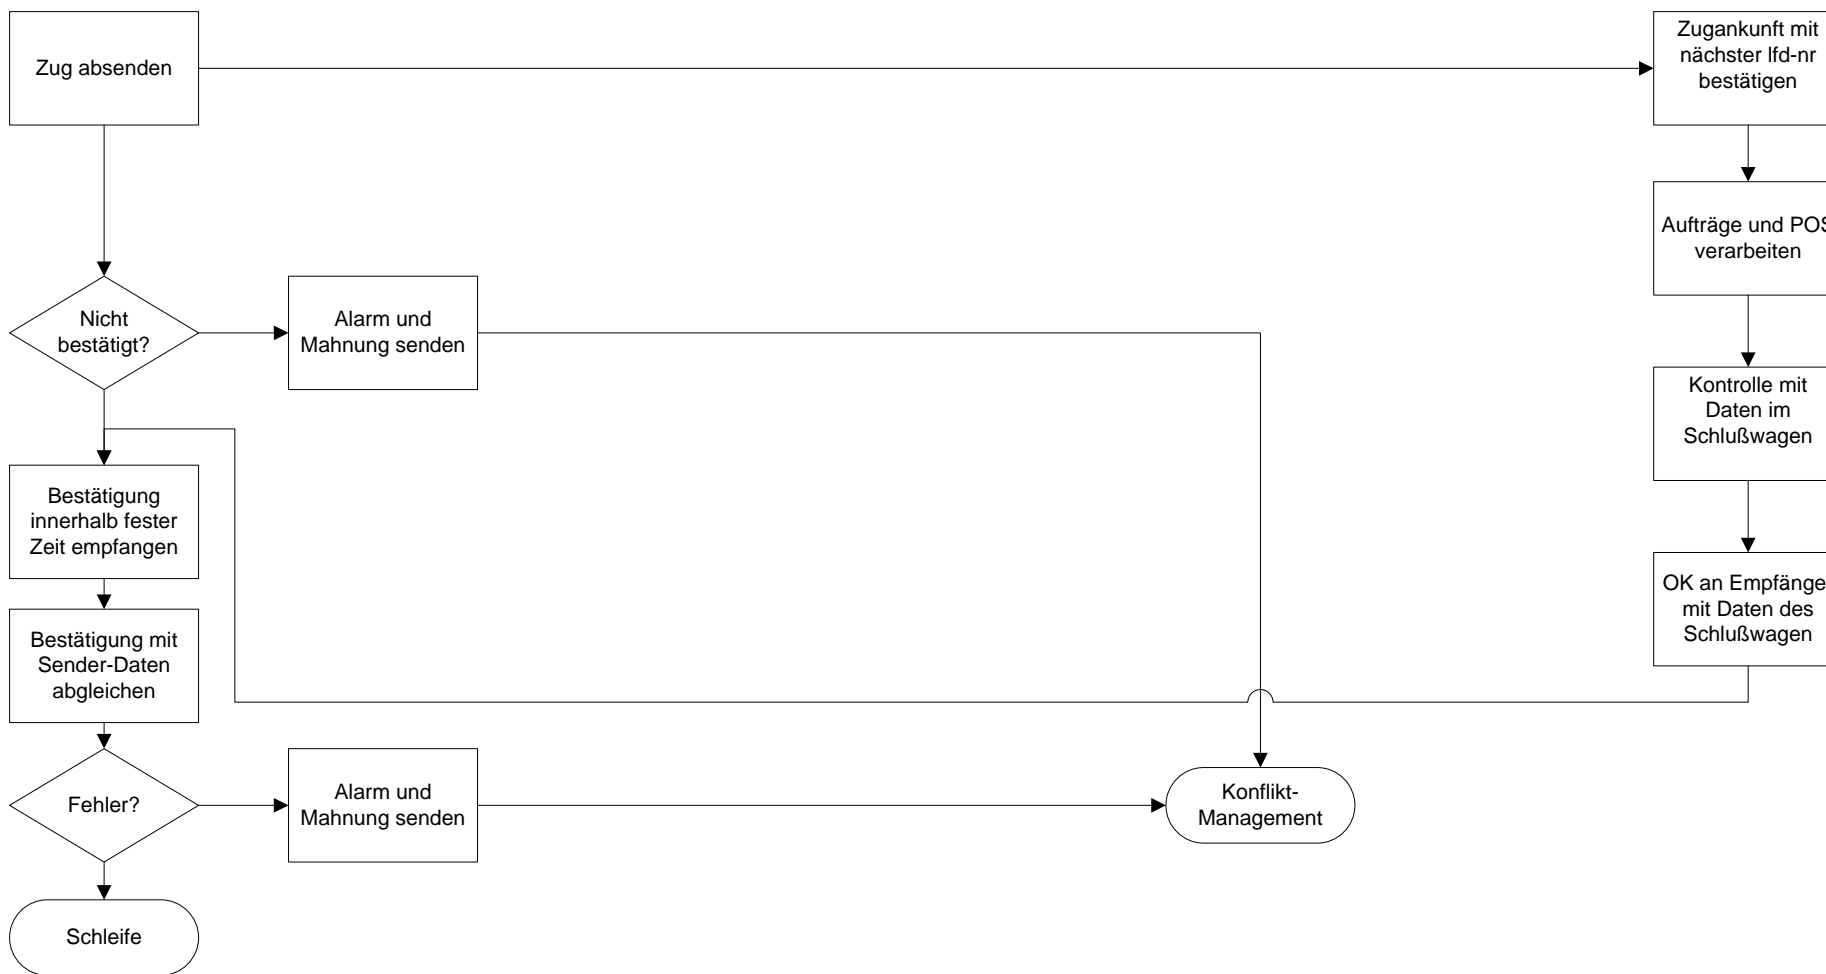 Zug absenden
Zugankunft mit
nächster lfd-nr
bestätigen
Aufträge und POS
verarbeiten
Nicht
bestätigt?
Alarm und
Mahnung senden
Kontrolle mit
Daten im
Schlußwagen
Bestätigung
innerhalb fester
Zeit empfangen
OK an Empfänge
mit Daten des
Schlußwagen
Bestätigung mit
Sender-Daten
abgleichen
Fehler?
Alarm und
Mahnung senden
Konflikt-
Management
Schleife